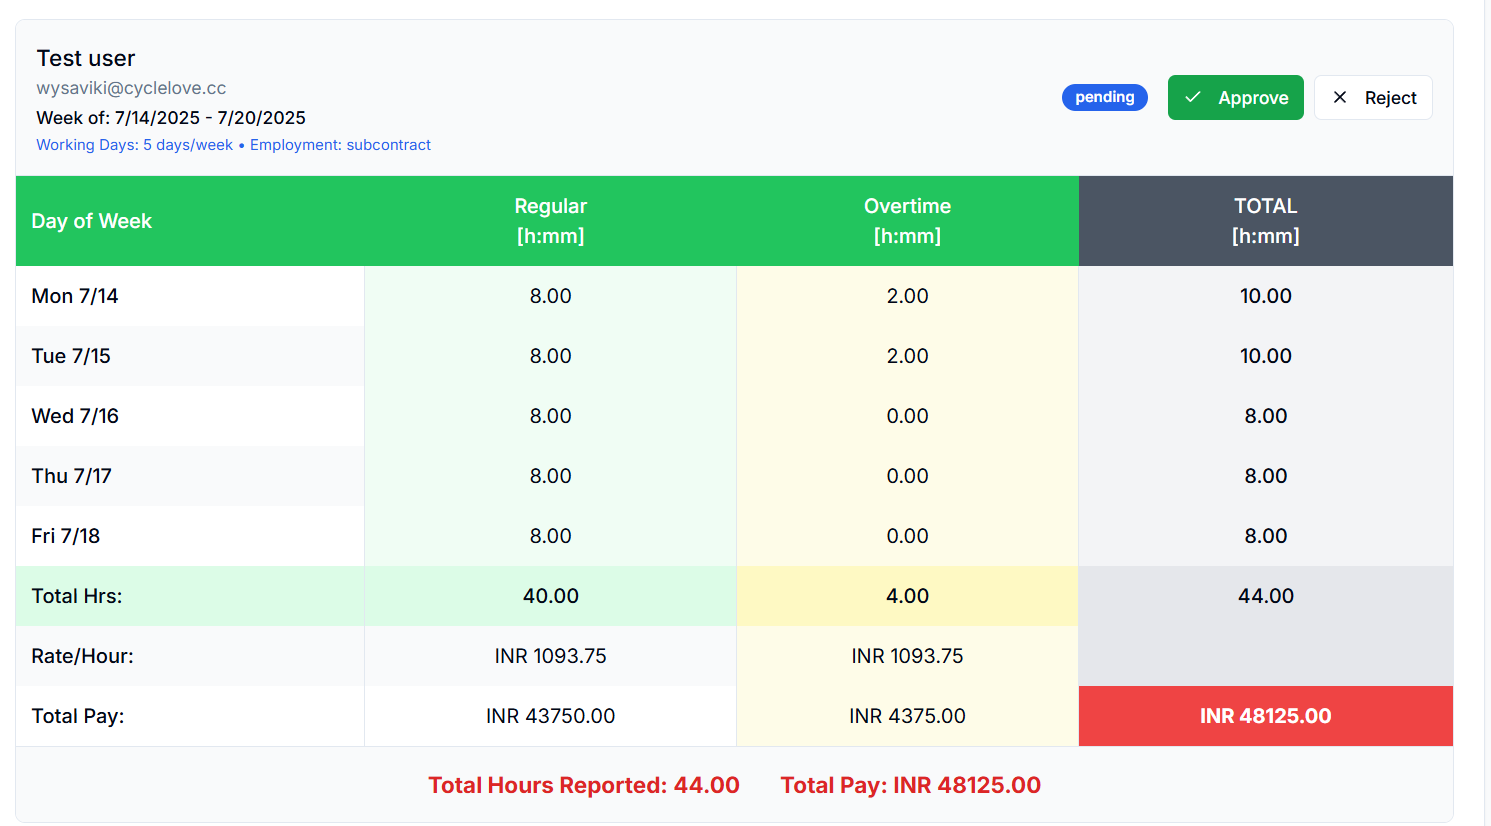 Test user
wysaviki@cyclelove.cc
Week of: 7/14/2025 - 7/20/2025
Working Days: 5 days/week • Employment: subcontract
pending
Approve
Reject
Day of Week
Regular
[h:mm]
Overtime
[h:mm]
TOTAL
[h:mm]
Mon 7/14 8.00 2.00 10.00
Tue 7/15 8.00 2.00 10.00
Wed 7/16 8.00 0.00 8.00
Thu 7/17 8.00 0.00 8.00
Fri 7/18 8.00 0.00 8.00
Total Hrs: 40.00 4.00 44.00
Rate/Hour: INR 1093.75 INR 1093.75
Total Pay: INR 43750.00 INR 4375.00 INR 48125.00
Total Hours Reported: 44.00 Total Pay: INR 48125.00